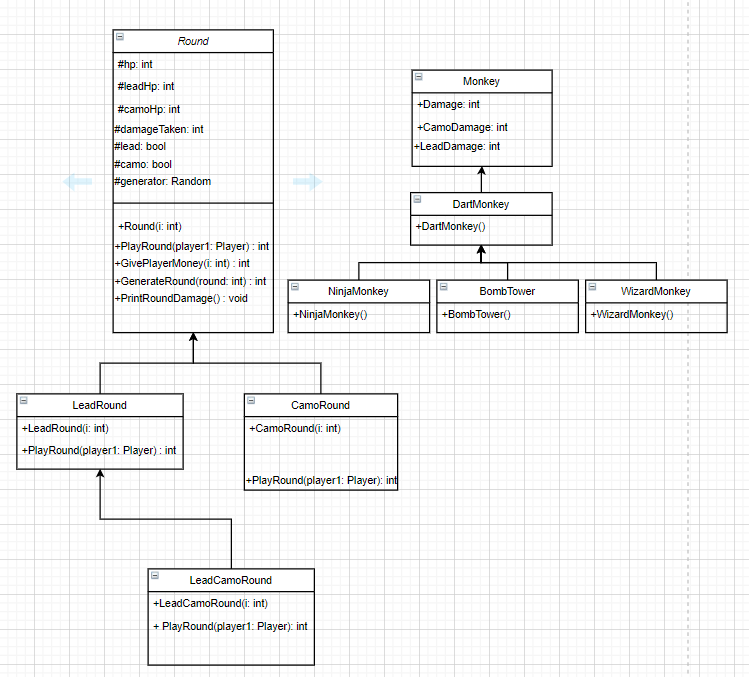 Round
#hp: int
#leadHp: int
#camoHp: int
#damageTaken: int
#lead: bool
#camo: bool
#generator: Random
+Round(i: int)
+PlayRound(player1: Player) : int
+GivePlayerMoney(i: int) : int
+GenerateRound(round: int) : int
+PrintRoundDamage() : void
Monkey
+Damage: int
+CamoDamage: int
+LeadDamage: int
DartMonkey
+DartMonkey()
NinjaMonkey
+NinjaMonkey()
BombTower
+BombTower()
WizardMonkey
+WizardMonkey()
LeadRound
+LeadRound(i: int)
+PlayRound(player1: Player) : int
CamoRound
+CamoRound(i: int)
+PlayRound(player1: Player): int
LeadCamoRound
+LeadCamoRound(i: int)
+ PlayRound(player1: Player): int